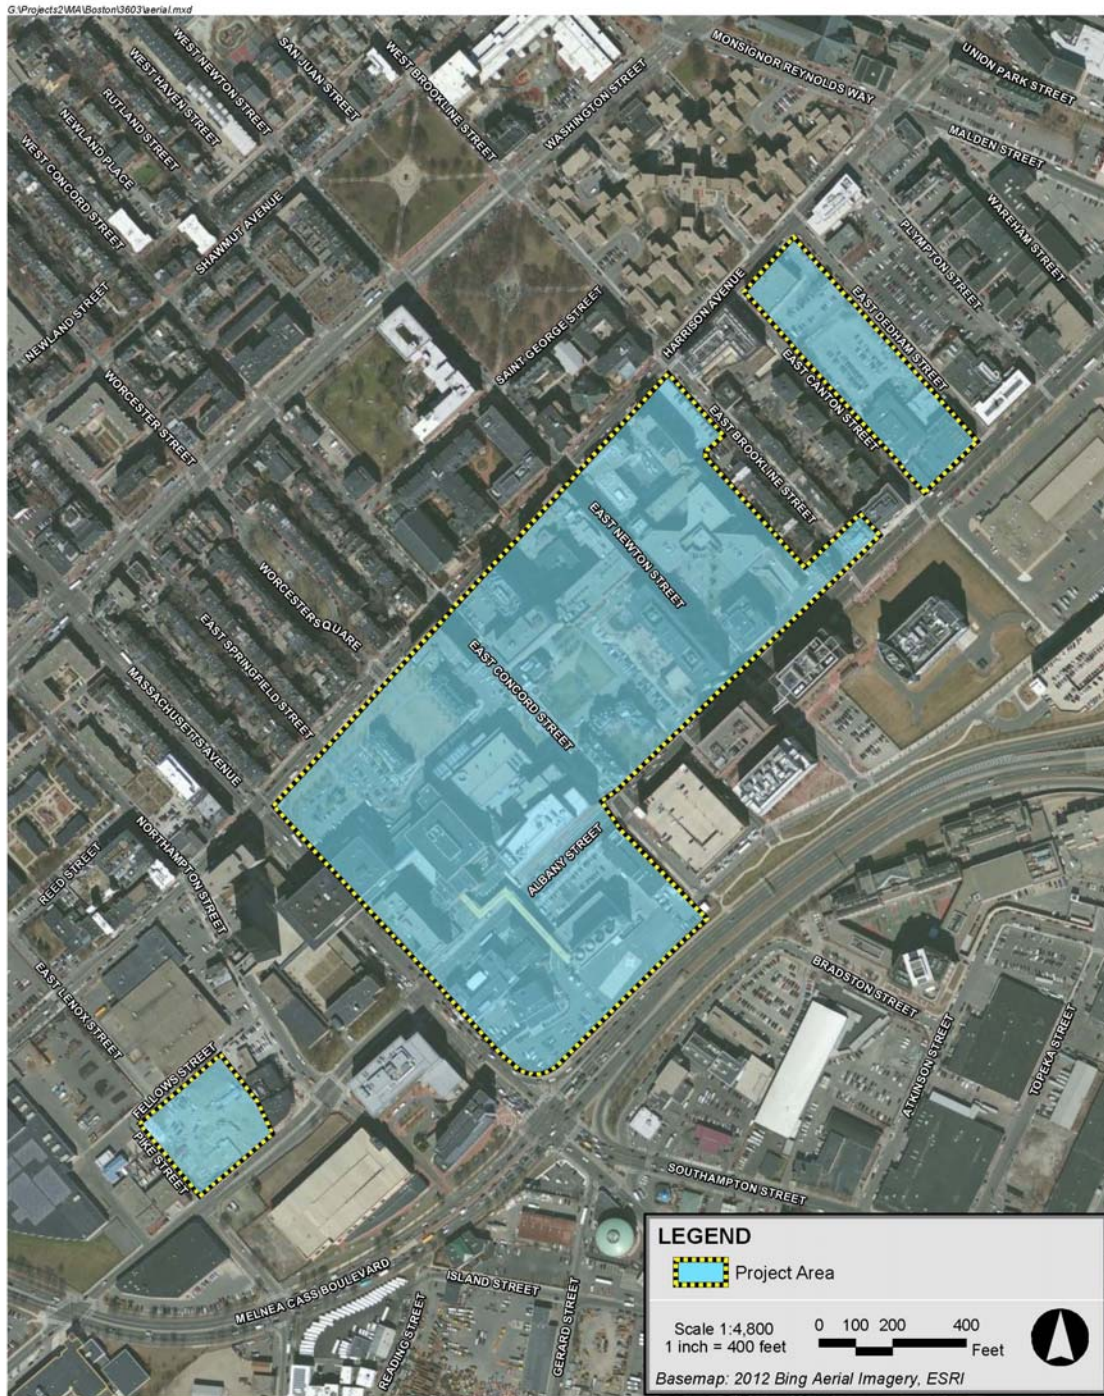 G:\Projects2\MA\Boston\3603\aerial.mxd
MONSIGNOR REYNOLDS WAY
UNION PARK STREET
WEST NEWTON STREET
SAN JUAN STREET
WEST BROOKLINE STREET
WASHINGTON STREET
WEST HAVEN STREET
RUTLAND STREET
NEWLAND PLACE
WEST CONCORD STREET
MALDEN STREET
WAREHAM STREET
SHAWMUT AVENUE
PLYMPTON STREET
NEWLAND STREET
HARRISON AVENUE
EAST DEDHAM STREET
SAINT GEORGE STREET
EAST CANTON STREET
WORCESTER STREET
EAST BROOKLINE STREET
EAST NEWTON STREET
WORCESTER SQUARE
EAST SPRINGFIELD STREET
EAST CONCORD STREET
MASSACHUSETTS AVENUE
NORTHAMPTON STREET
REED STREET
ALBANY STREET
EAST LENOX STREET
BRADSTON STREET
ATKINSON STREET
TOPEKA STREET
FELLOWS STREET
PIKE STREET
SOUTHAMPTON STREET
MELNEA CASS BOULEVARD
ISLAND STREET
READING STREET
GERARD STREET
LEGEND
Project Area
Scale 1:4,800
1 inch = 400 feet
0 100 200 400
Feet
Basemap: 2012 Bing Aerial Imagery, ESRI